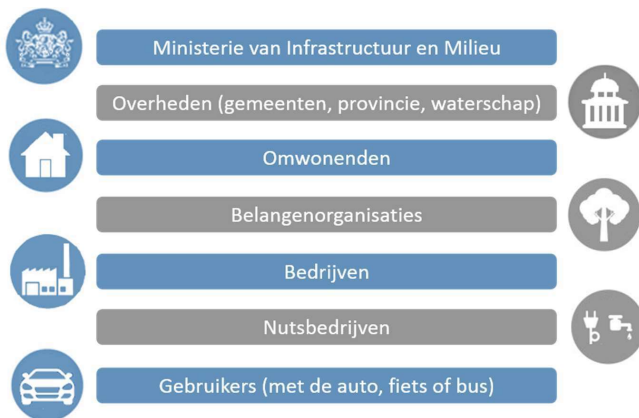 Ministerie van Infrastructuur en Milieu
Overheden (gemeenten, provincie, waterschap)
Omwonenden
Belangenorganisaties
Bedrijven
Nutsbedrijven
Gebruikers (met de auto, fiets of bus)